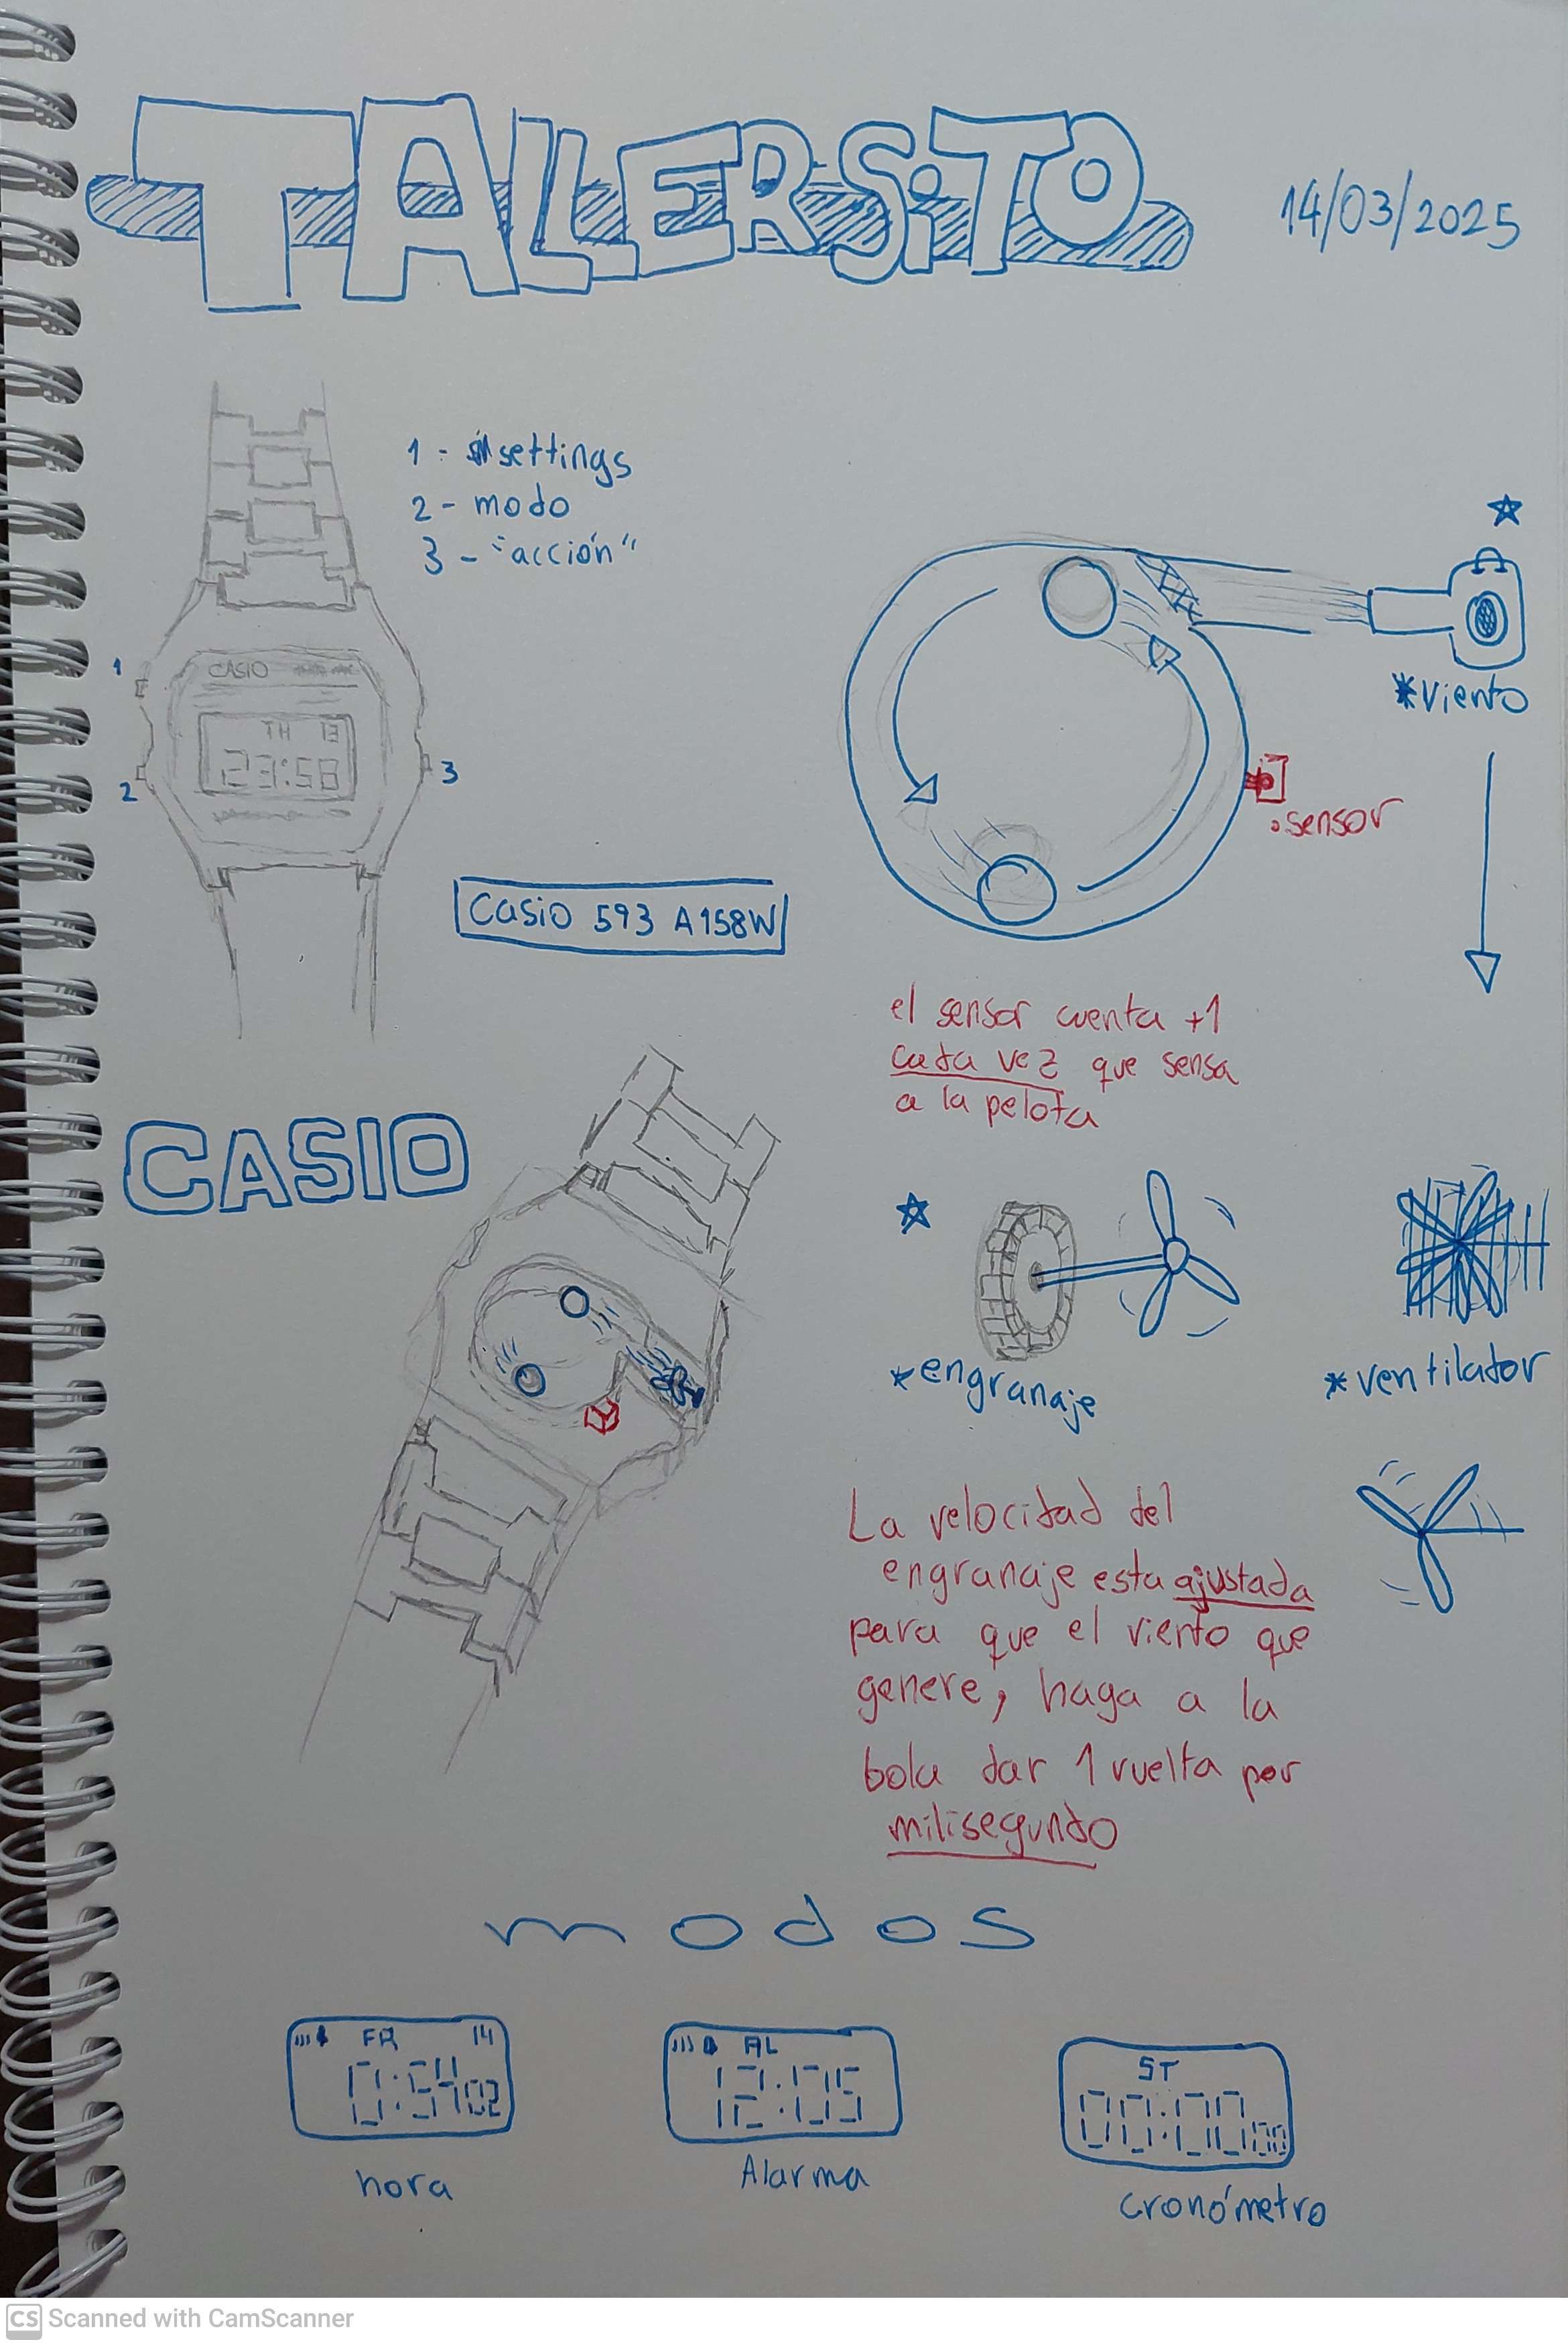 TALLERSiTO
14/03/2025
1 - settings
2 - modo
3 - "acción"
1
2
3
CASIO
TH 13
23:58
Casio 593 A158W
*viento
•sensor
el sensor cuenta +1
cada vez que sensa
a la pelota
CASIO
*engranaje
*ventilador
La velocidad del
engranaje esta ajustada
para que el viento que
genere, haga a la
bola dar 1 vuelta por
milisegundo
modos
FR 14
0:54 02
hora
AL
12:05
Alarma
ST
00:00 00
cronómetro
CS Scanned with CamScanner